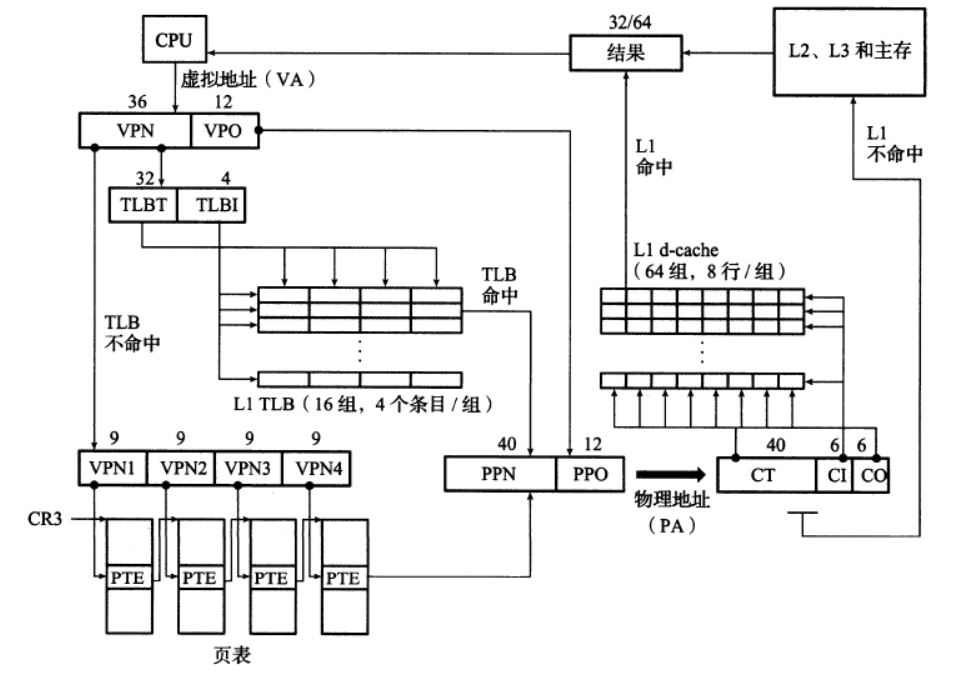 32/64
CPU
结果
L2、L3 和主存
虚拟地址（VA）
36
12
VPN
VPO
L1
命中
L1
不命中
32
4
TLBT
TLBI
L1 d-cache
（64 组，8 行/组）
TLB
命中
TLB
不命中
L1 TLB（16 组，4 个条目/组）
9
9
9
9
VPN1
VPN2
VPN3
VPN4
40
12
PPN
PPO
物理地址
（PA）
40
6
6
CT
CI
CO
CR3
PTE
PTE
PTE
PTE
页表